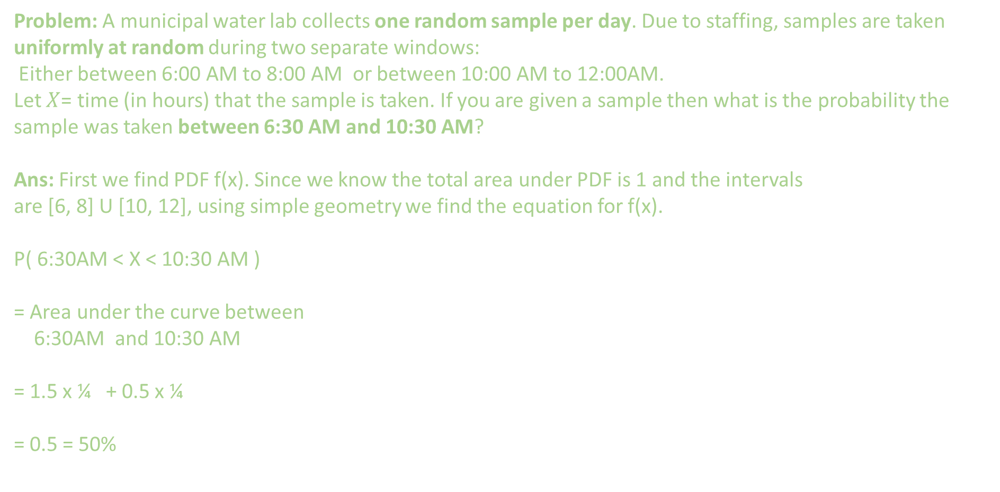 Problem: A municipal water lab collects one random sample per day. Due to staffing, samples are taken
uniformly at random during two separate windows:
Either between 6:00 AM to 8:00 AM  or between 10:00 AM to 12:00AM.
Let X= time (in hours) that the sample is taken. If you are given a sample then what is the probability the
sample was taken between 6:30 AM and 10:30 AM?
Ans: First we find PDF f(x). Since we know the total area under PDF is 1 and the intervals
are [6, 8] U [10, 12], using simple geometry we find the equation for f(x).
P( 6:30AM < X < 10:30 AM )
= Area under the curve between
6:30AM  and 10:30 AM
= 1.5 x ¼   + 0.5 x ¼
= 0.5 = 50%